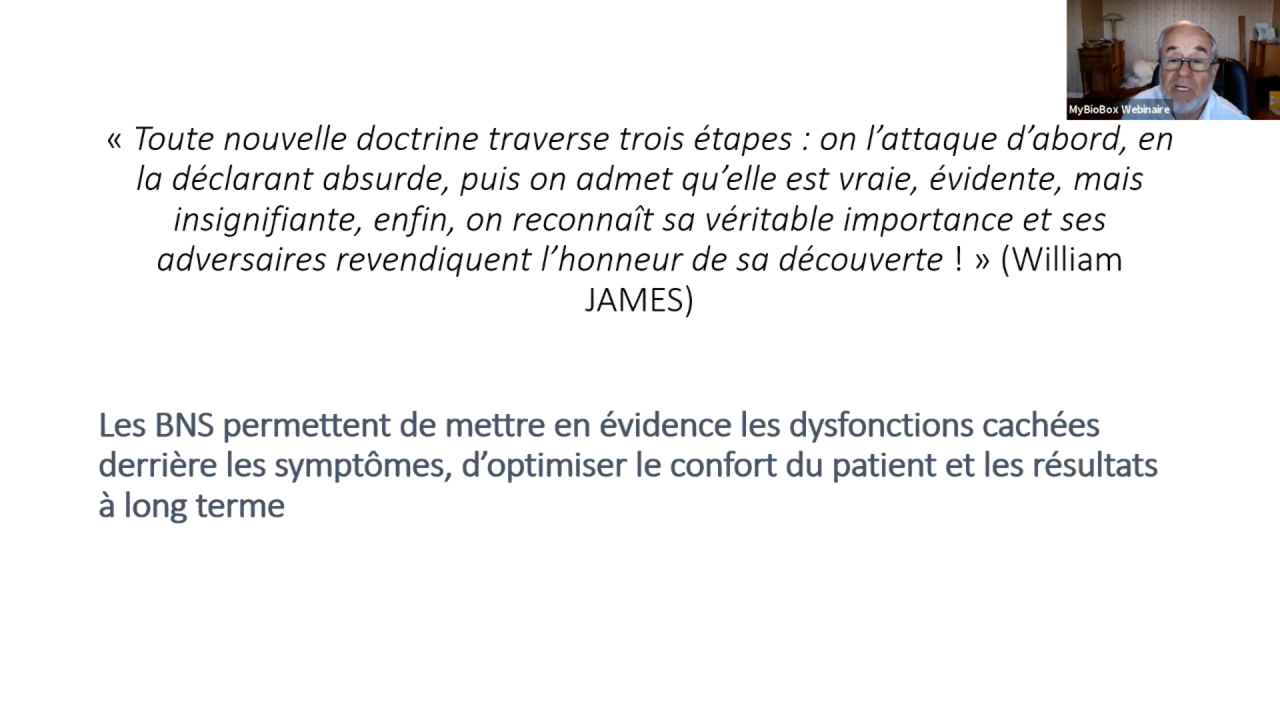 MyBioBox Webinaire
« Toute nouvelle doctrine traverse trois étapes : on l’attaque d’abord, en
la déclarant absurde, puis on admet qu’elle est vraie, évidente, mais
insignifiante, enfin, on reconnaît sa véritable importance et ses
adversaires revendiquent l’honneur de sa découverte ! » (William
JAMES)
Les BNS permettent de mettre en évidence les dysfonctions cachées
derrière les symptômes, d’optimiser le confort du patient et les résultats
à long terme